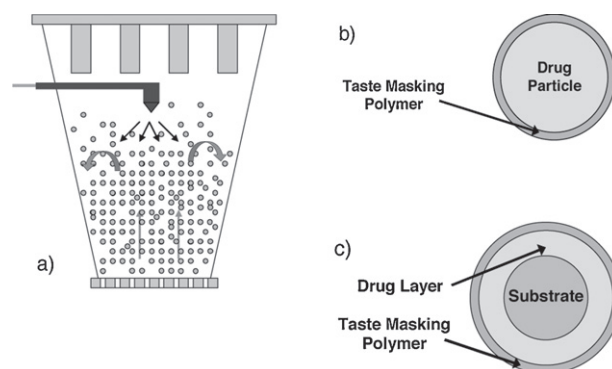 a)
b)
Drug
Particle
Taste Masking
Polymer
c)
Drug Layer
Substrate
Taste Masking
Polymer